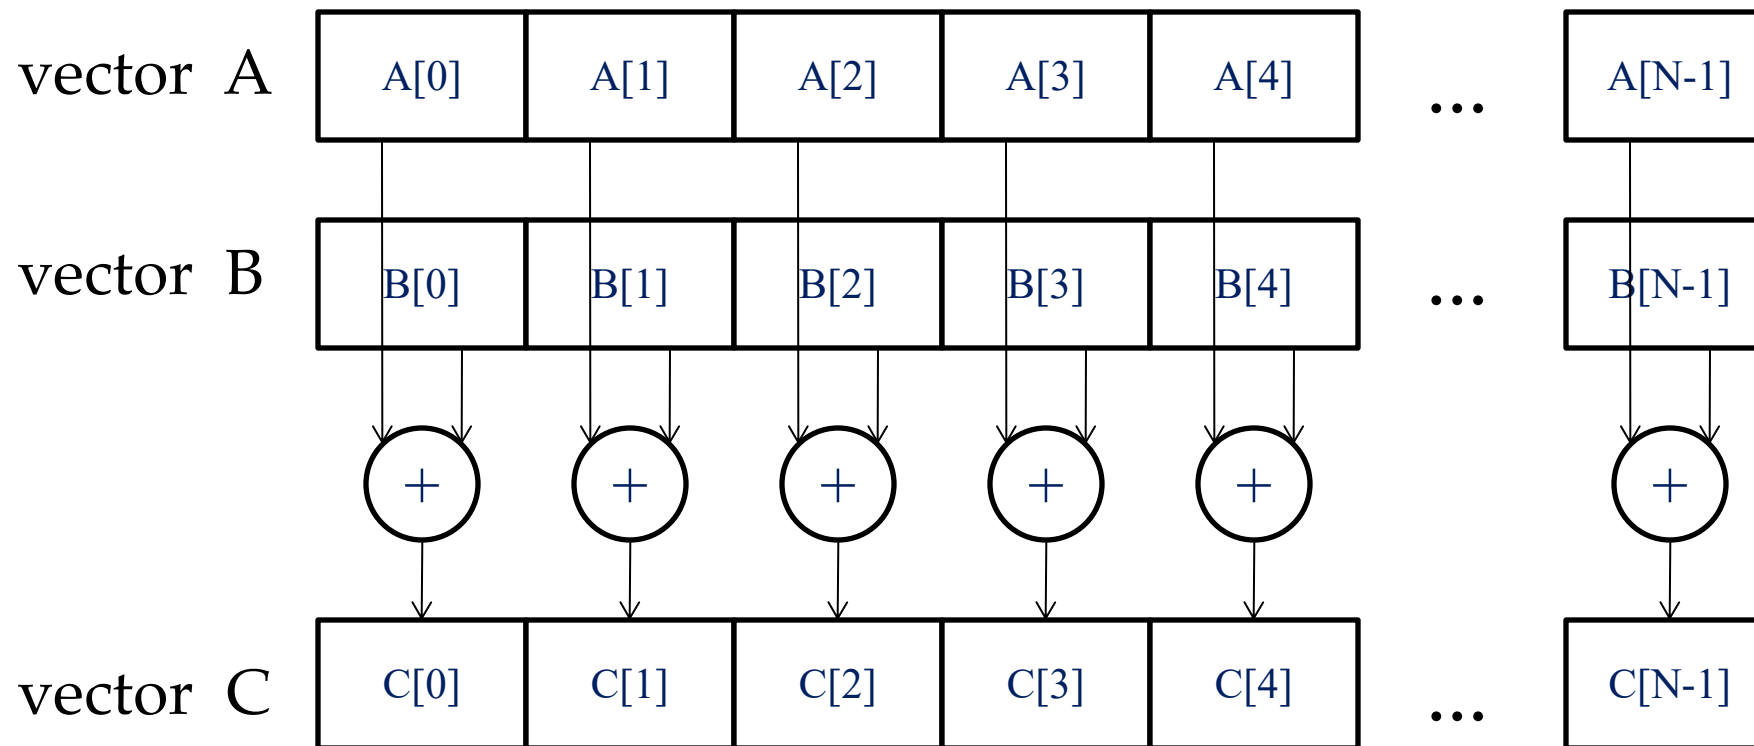 vector A A[0] A[1] A[2] A[3] A[4] ... A[N-1]
vector B B[0] B[1] B[2] B[3] B[4] ... B[N-1]
+ + + + + +
vector C C[0] C[1] C[2] C[3] C[4] ... C[N-1]